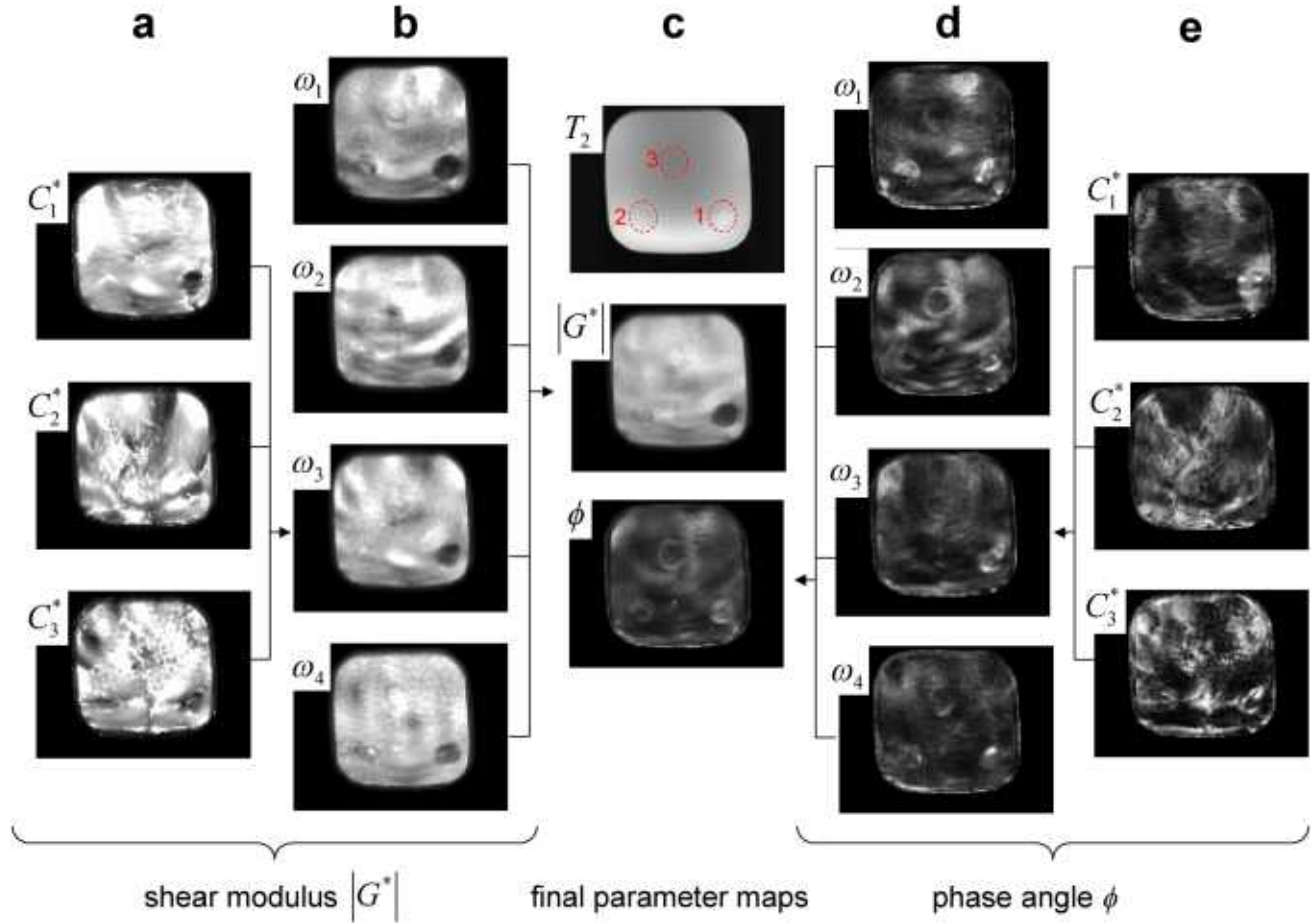 a b c d e
ω₁ ω₁
T₂
3
2 1
C₁* C₁*
ω₂ ω₂
|G*|
C₂* C₂*
ω₃ ω₃
ϕ
C₃* C₃*
ω₄ ω₄
shear modulus |G*| final parameter maps phase angle ϕ